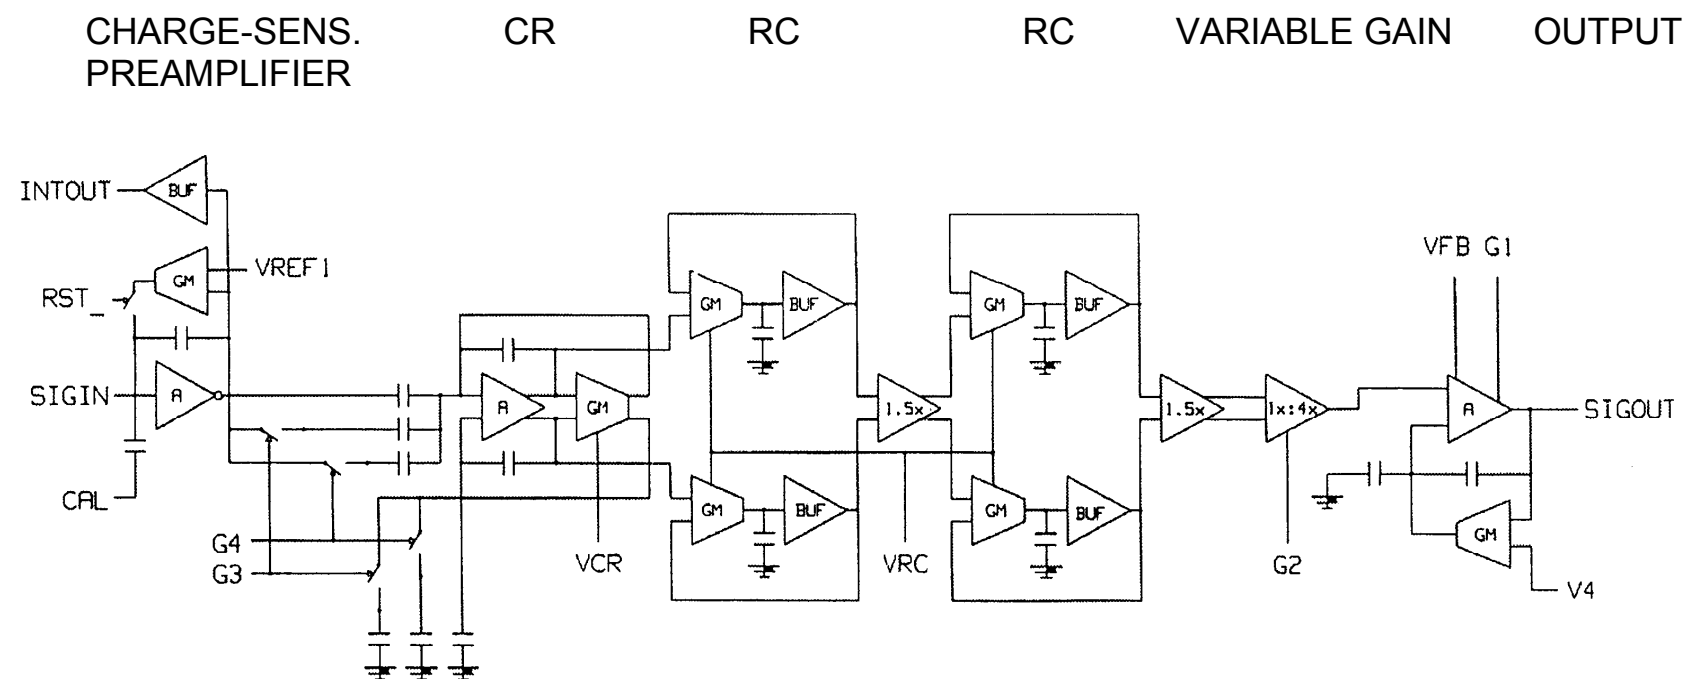 CHARGE-SENS. PREAMPLIFIER
CR
RC
RC
VARIABLE GAIN
OUTPUT
INTOUT
BUF
GM
VREF1
RST_
SIGIN
A
CAL
G4
G3
A
GM
VCR
GM
BUF
GM
BUF
1.5x
VRC
GM
BUF
GM
BUF
1.5x
1x:4x
G2
VFB G1
A
SIGOUT
GM
V4